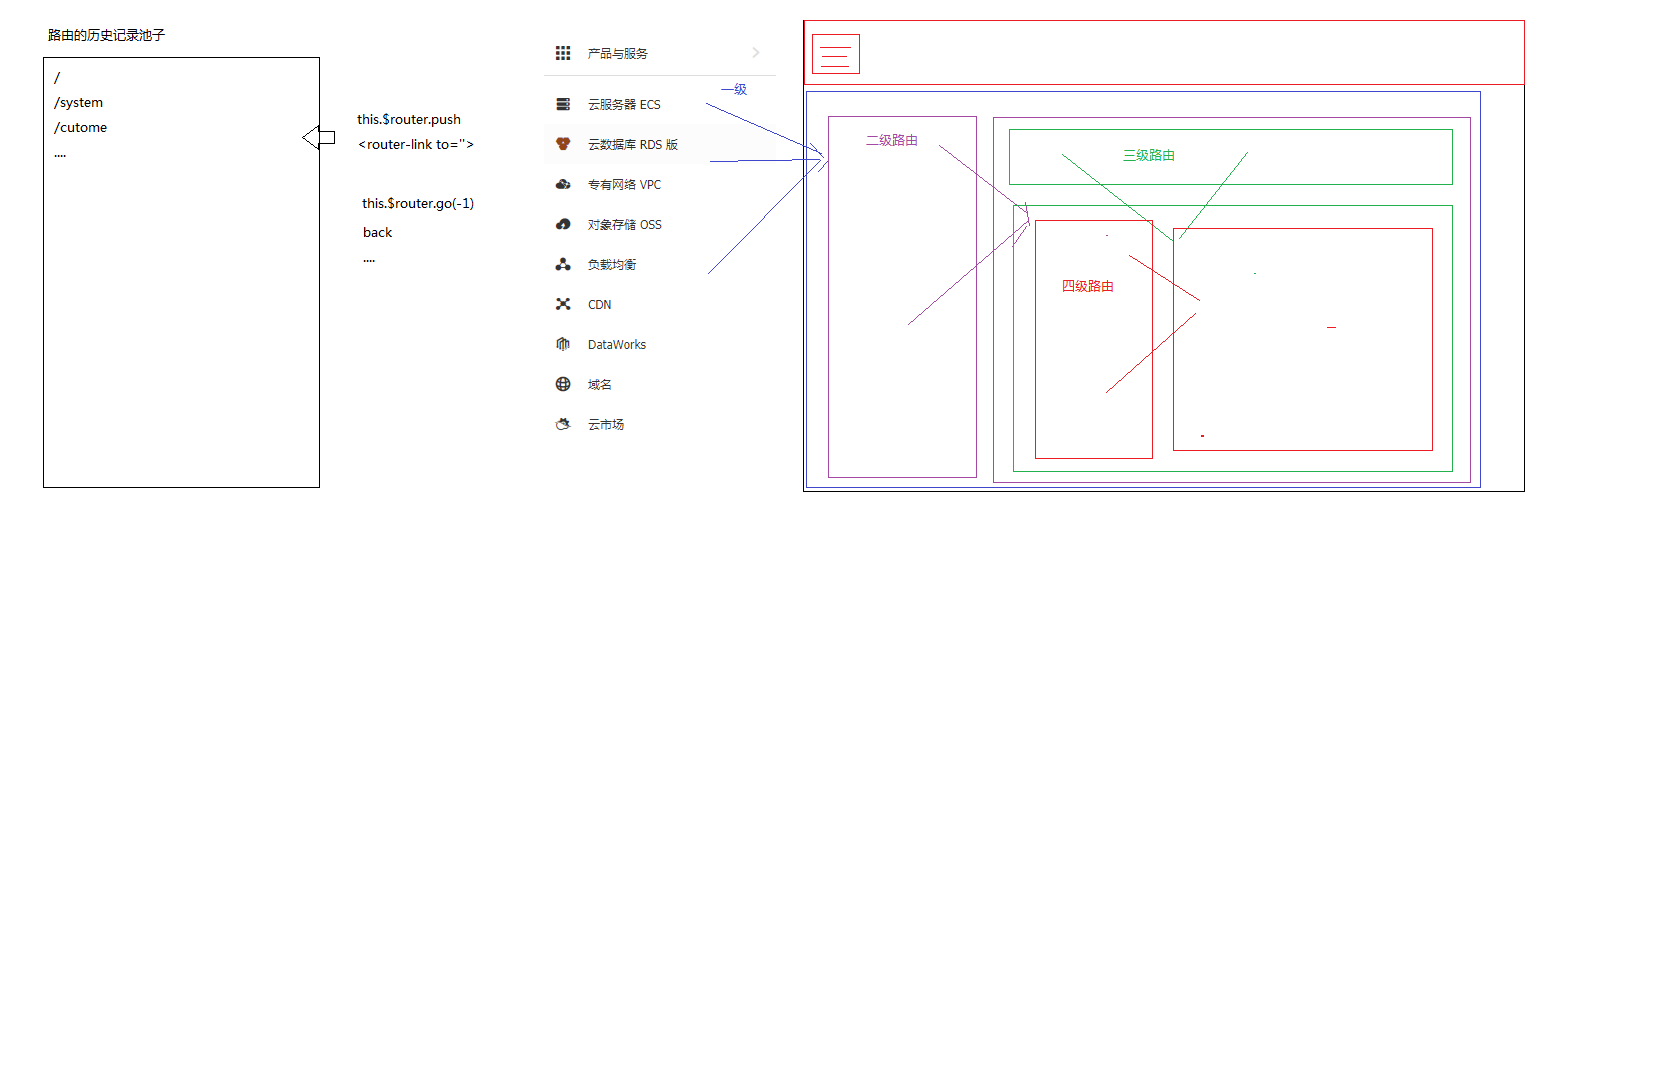 路由的历史记录池子
/
/system
/cutome
....
this.$router.push
<router-link to=''>
this.$router.go(-1)
back
....
产品与服务
一级
云服务器 ECS
云数据库 RDS 版
专有网络 VPC
对象存储 OSS
负载均衡
CDN
DataWorks
域名
云市场
二级路由
三级路由
四级路由